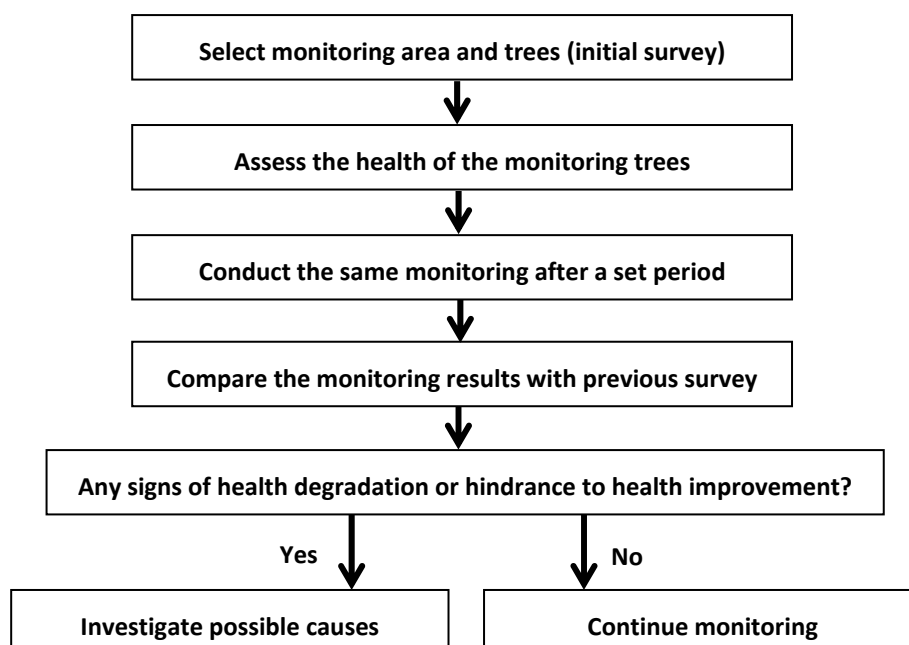 Select monitoring area and trees (initial survey)
Assess the health of the monitoring trees
Conduct the same monitoring after a set period
Compare the monitoring results with previous survey
Any signs of health degradation or hindrance to health improvement?
Yes
No
Investigate possible causes
Continue monitoring